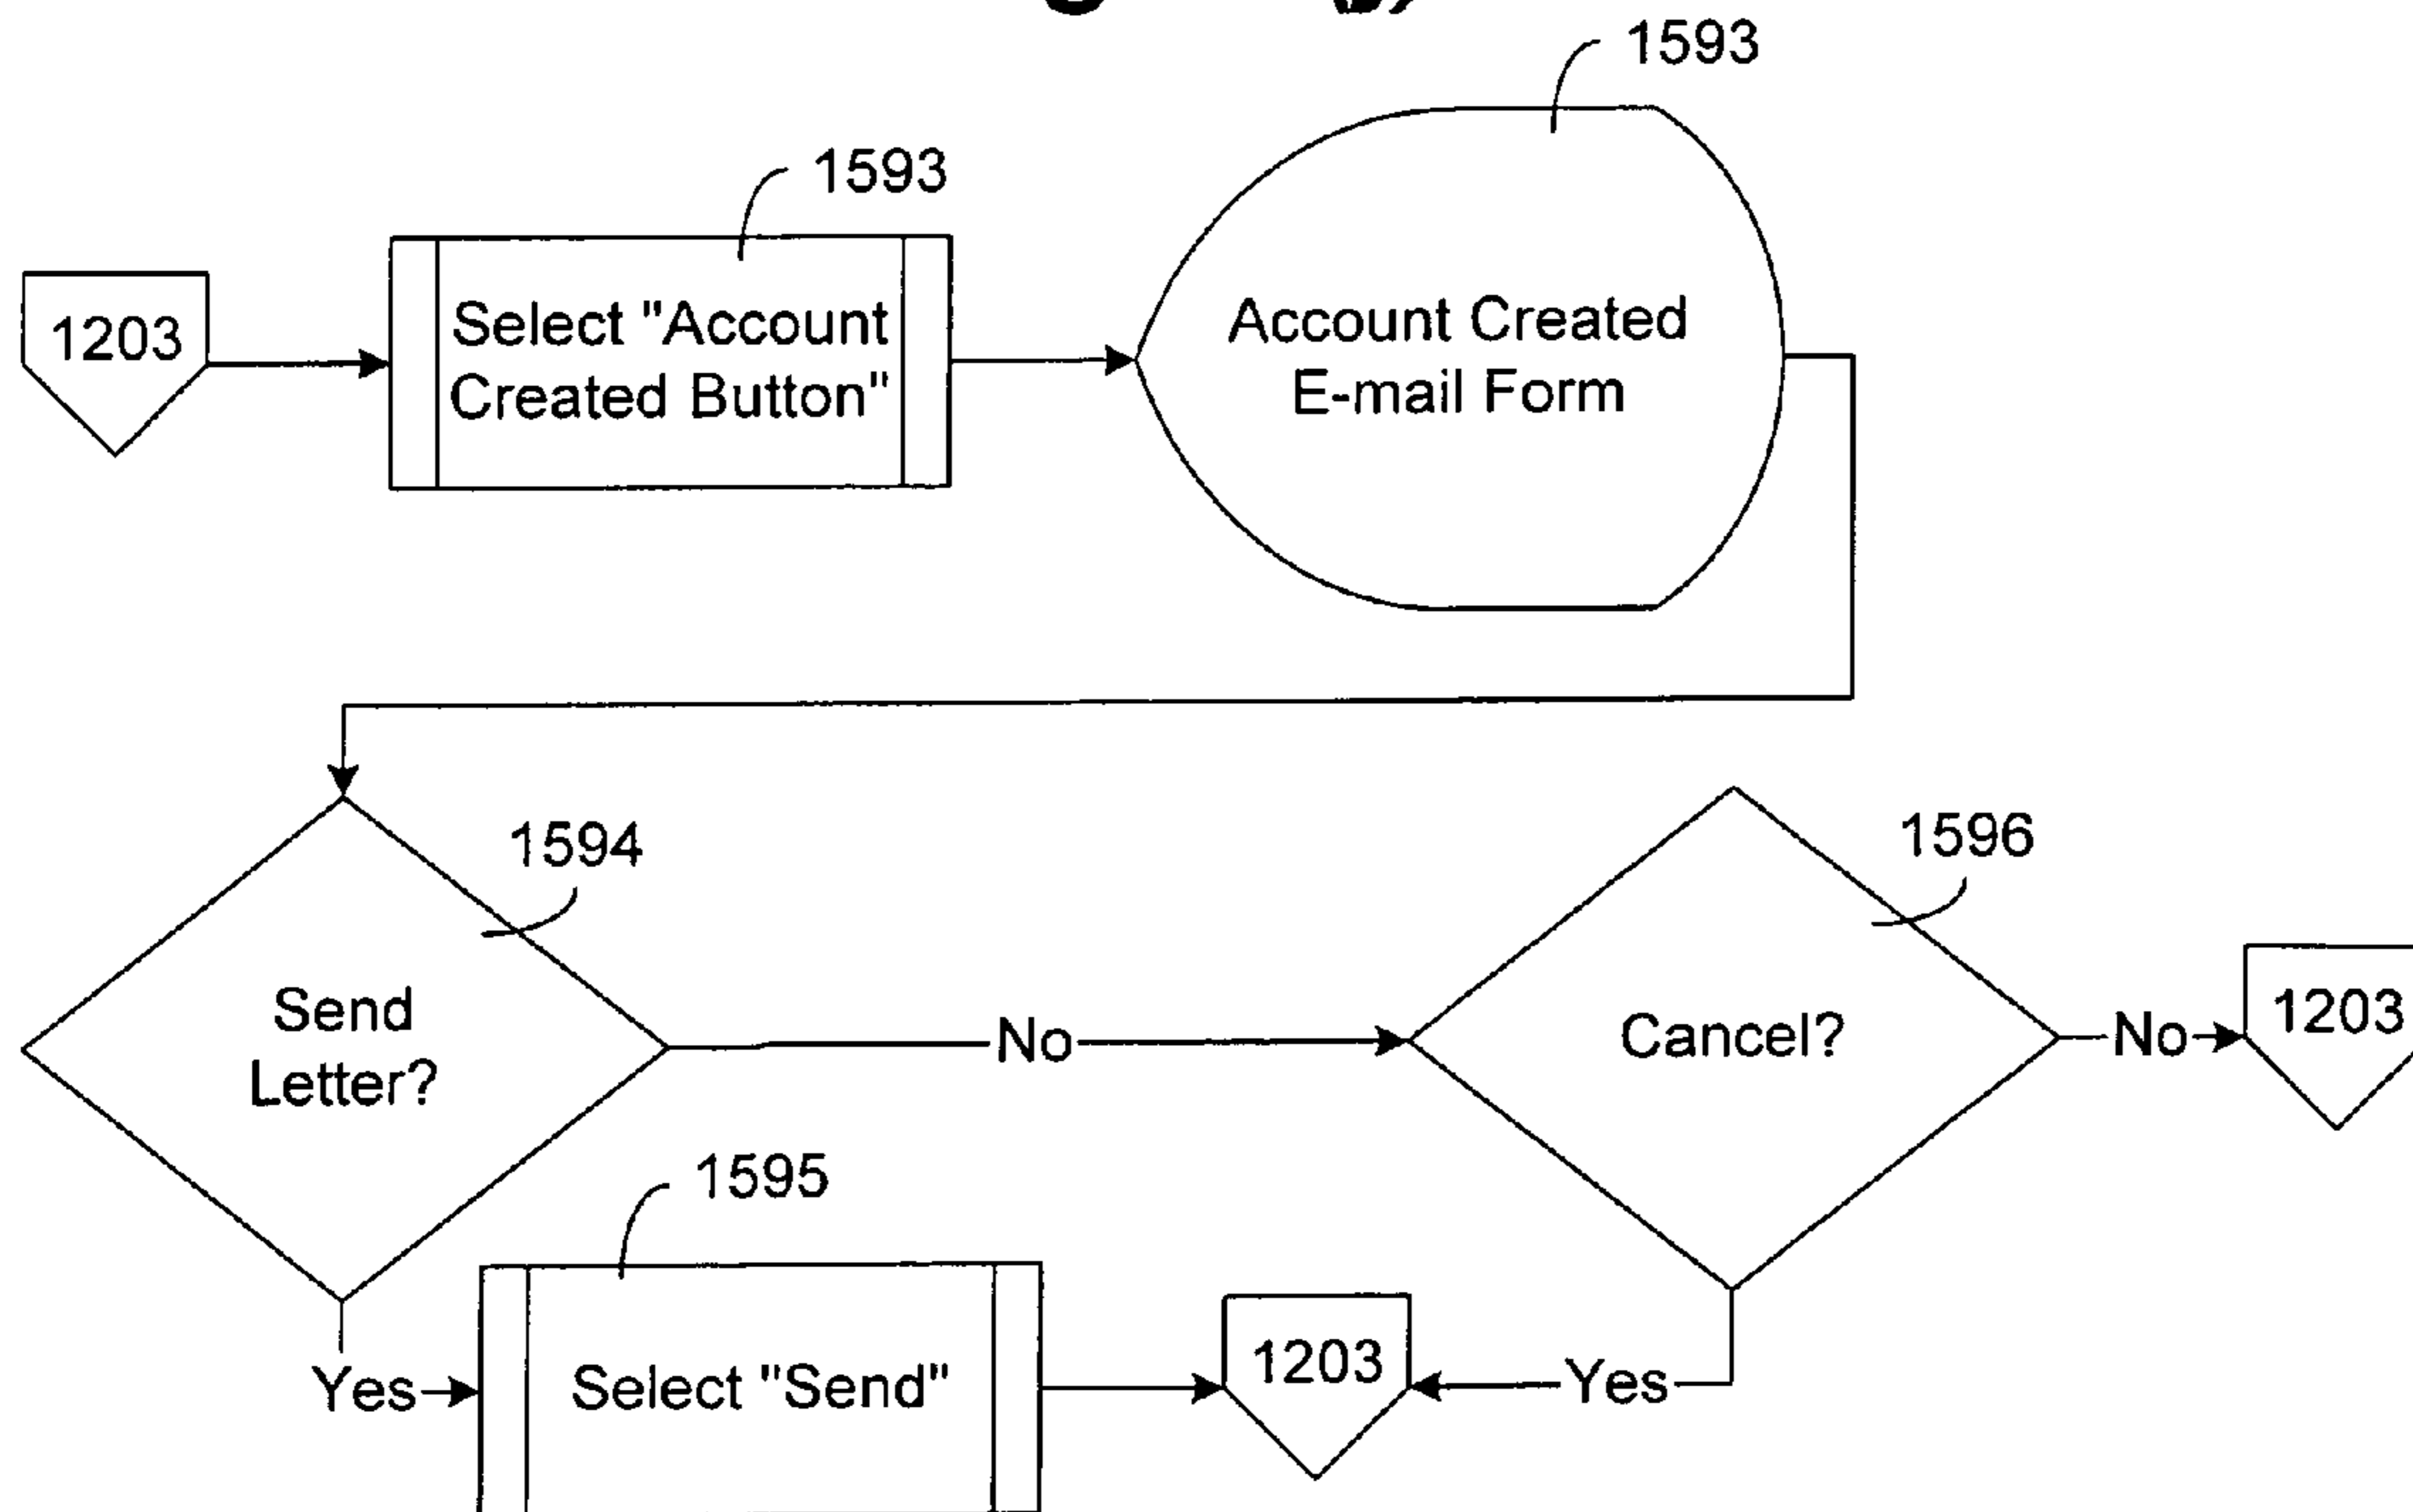 1593
1593
1203
Select "Account
Created Button"
Account Created
E-mail Form
1594
1596
Send
Letter?
No
Cancel?
No
1203
1595
Yes
Select "Send"
1203
Yes